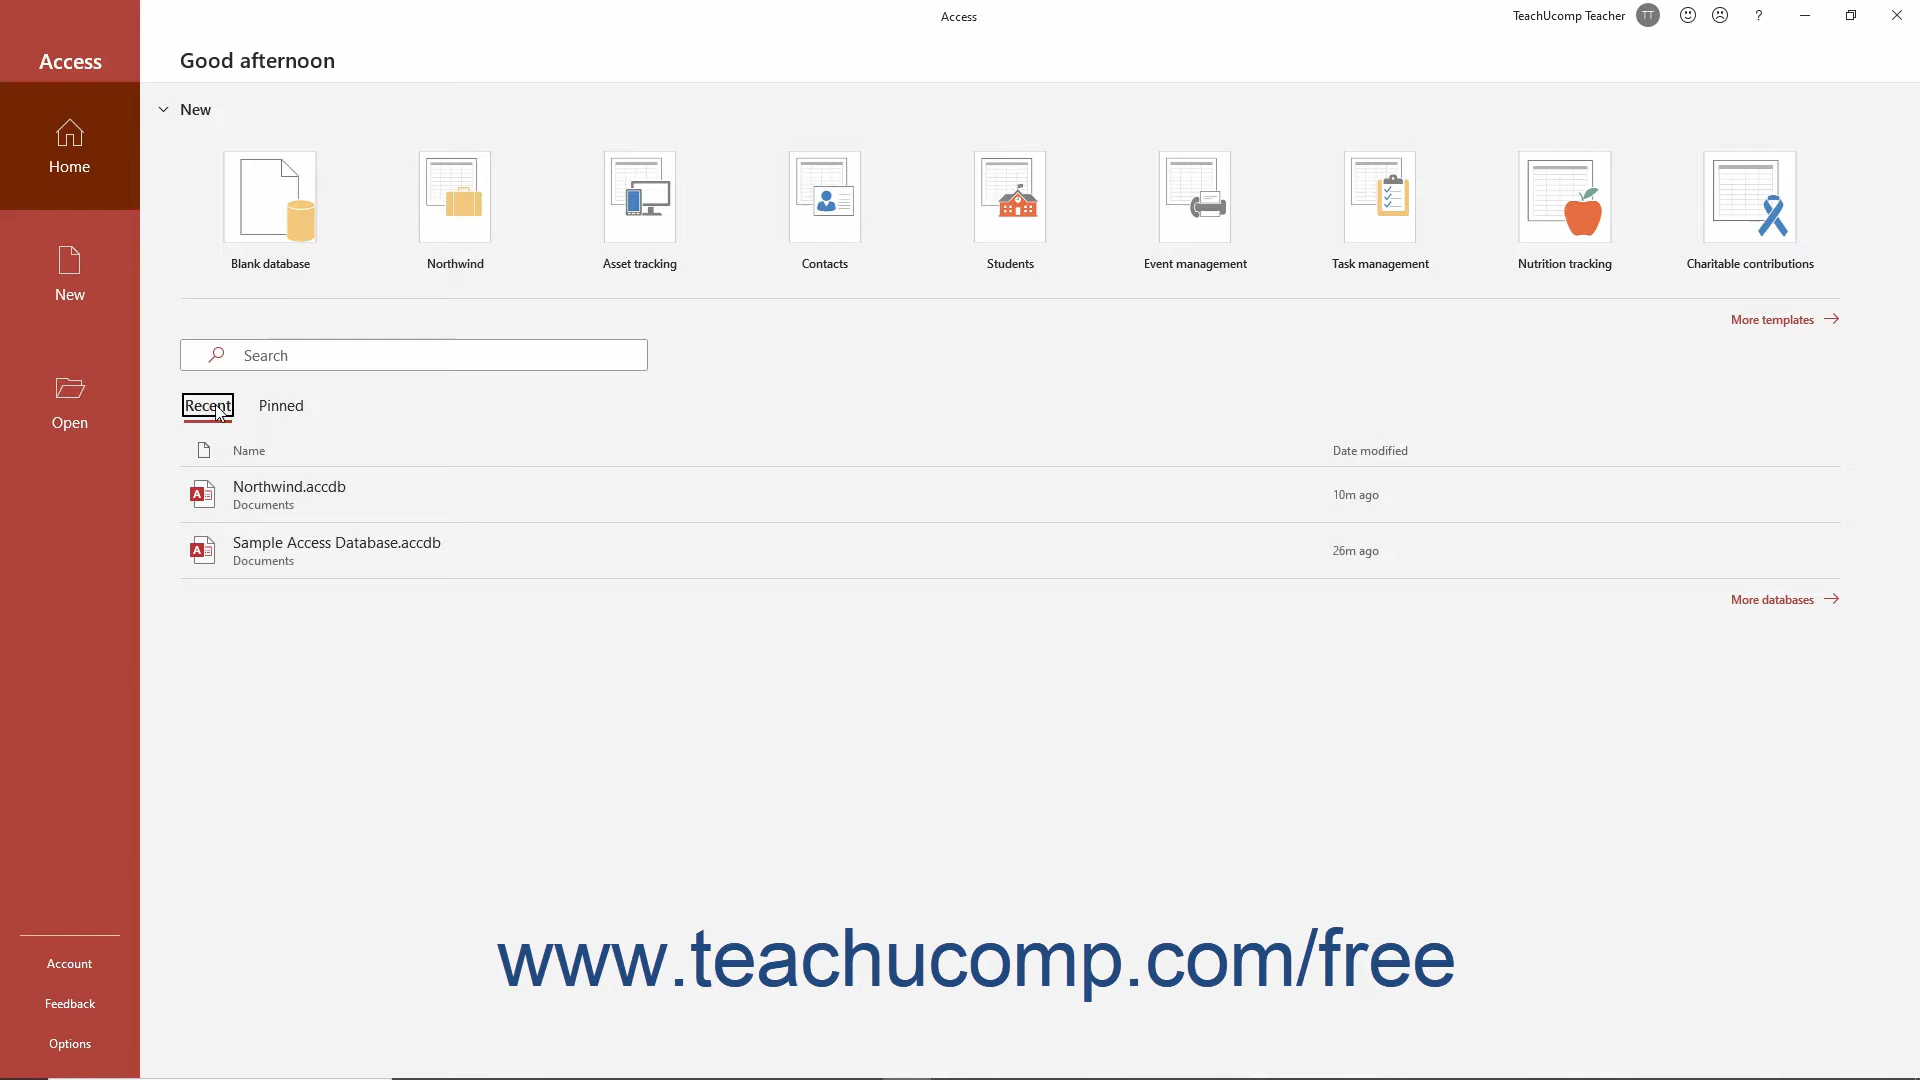 Access
TeachUcomp Teacher TT ?
Access
Good afternoon
Home
New
Open
New
Blank database
Northwind
Asset tracking
Contacts
Students
Event management
Task management
Nutrition tracking
Charitable contributions
More templates
Search
Recent Pinned
Name Date modified
Northwind.accdb
Documents
10m ago
Sample Access Database.accdb
Documents
26m ago
More databases
www.teachucomp.com/free
Account
Feedback
Options